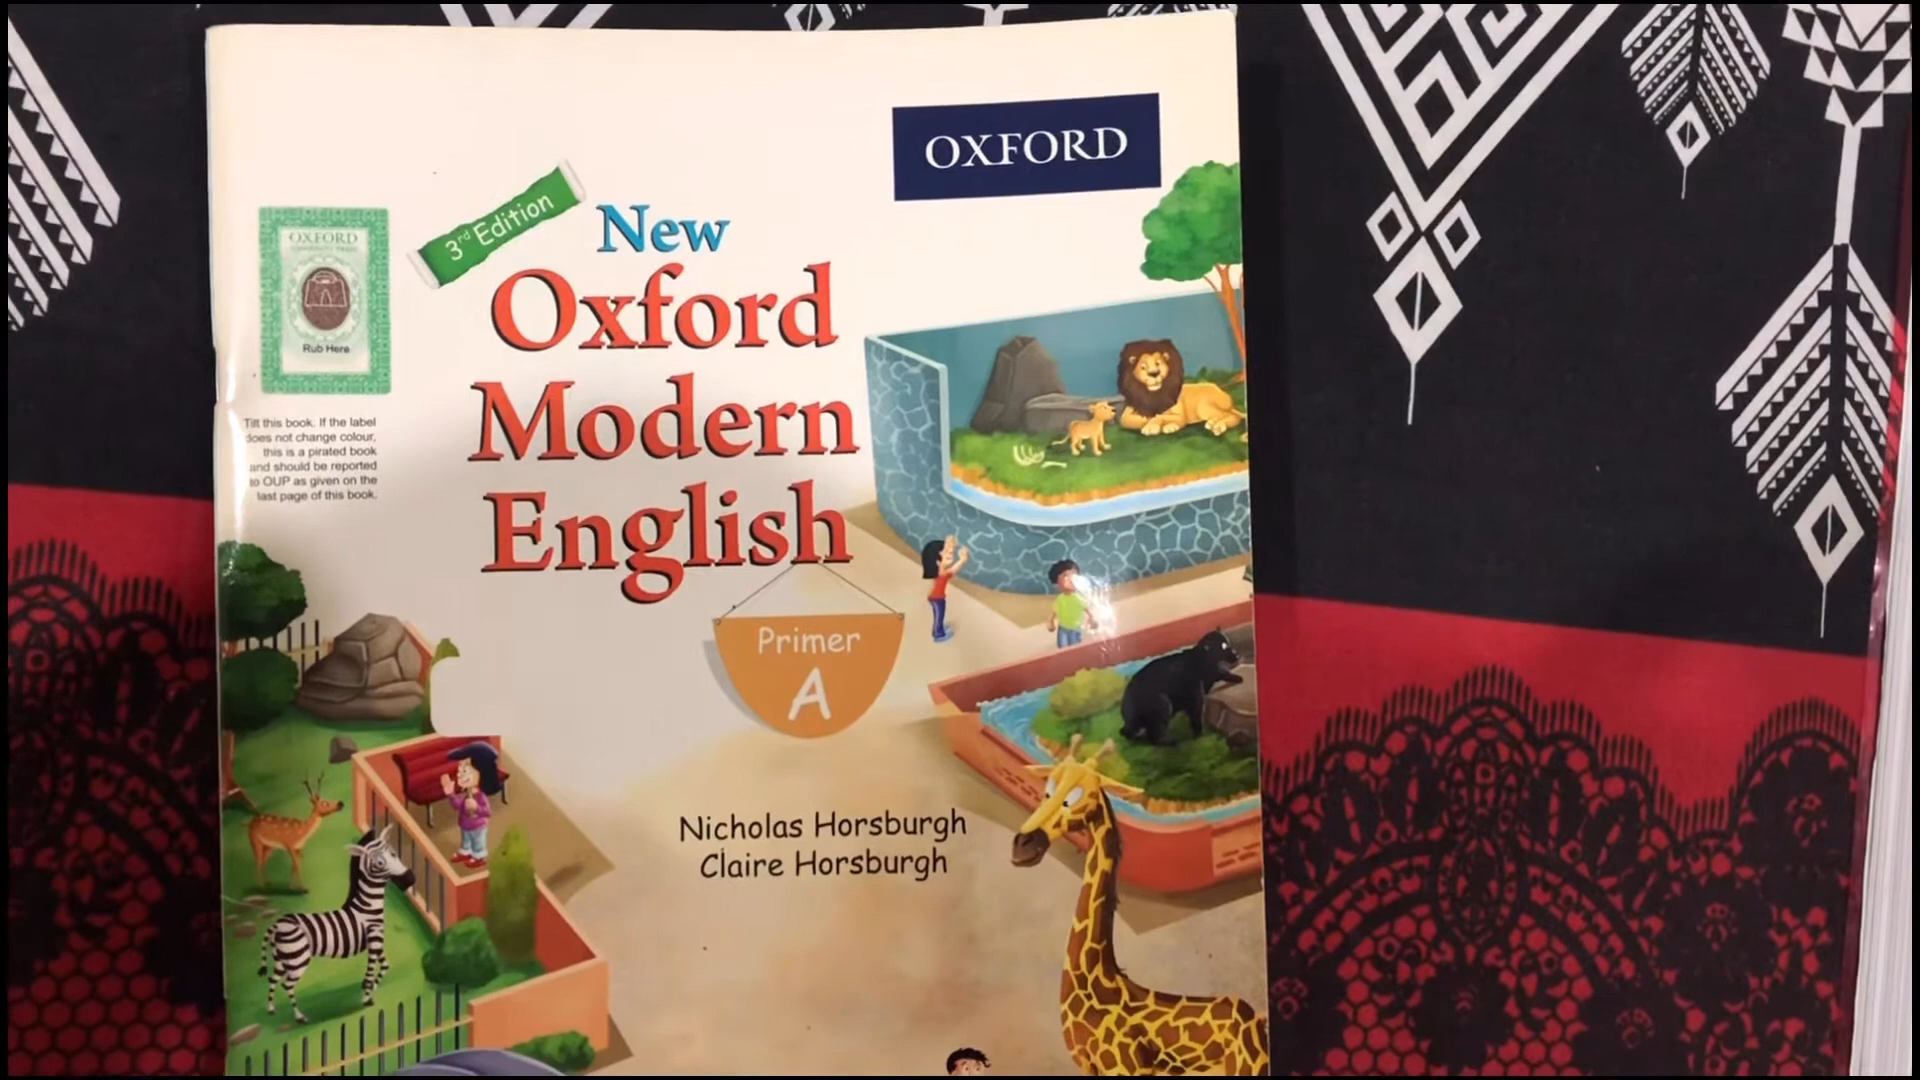 OXFORD
3rd Edition
New
Oxford
Modern
English
OXFORD
Rub Here
Tilt this book. If the label
does not change colour,
this is a pirated book
and should be reported
to OUP as given on the
last page of this book.
Primer
A
Nicholas Horsburgh
Claire Horsburgh